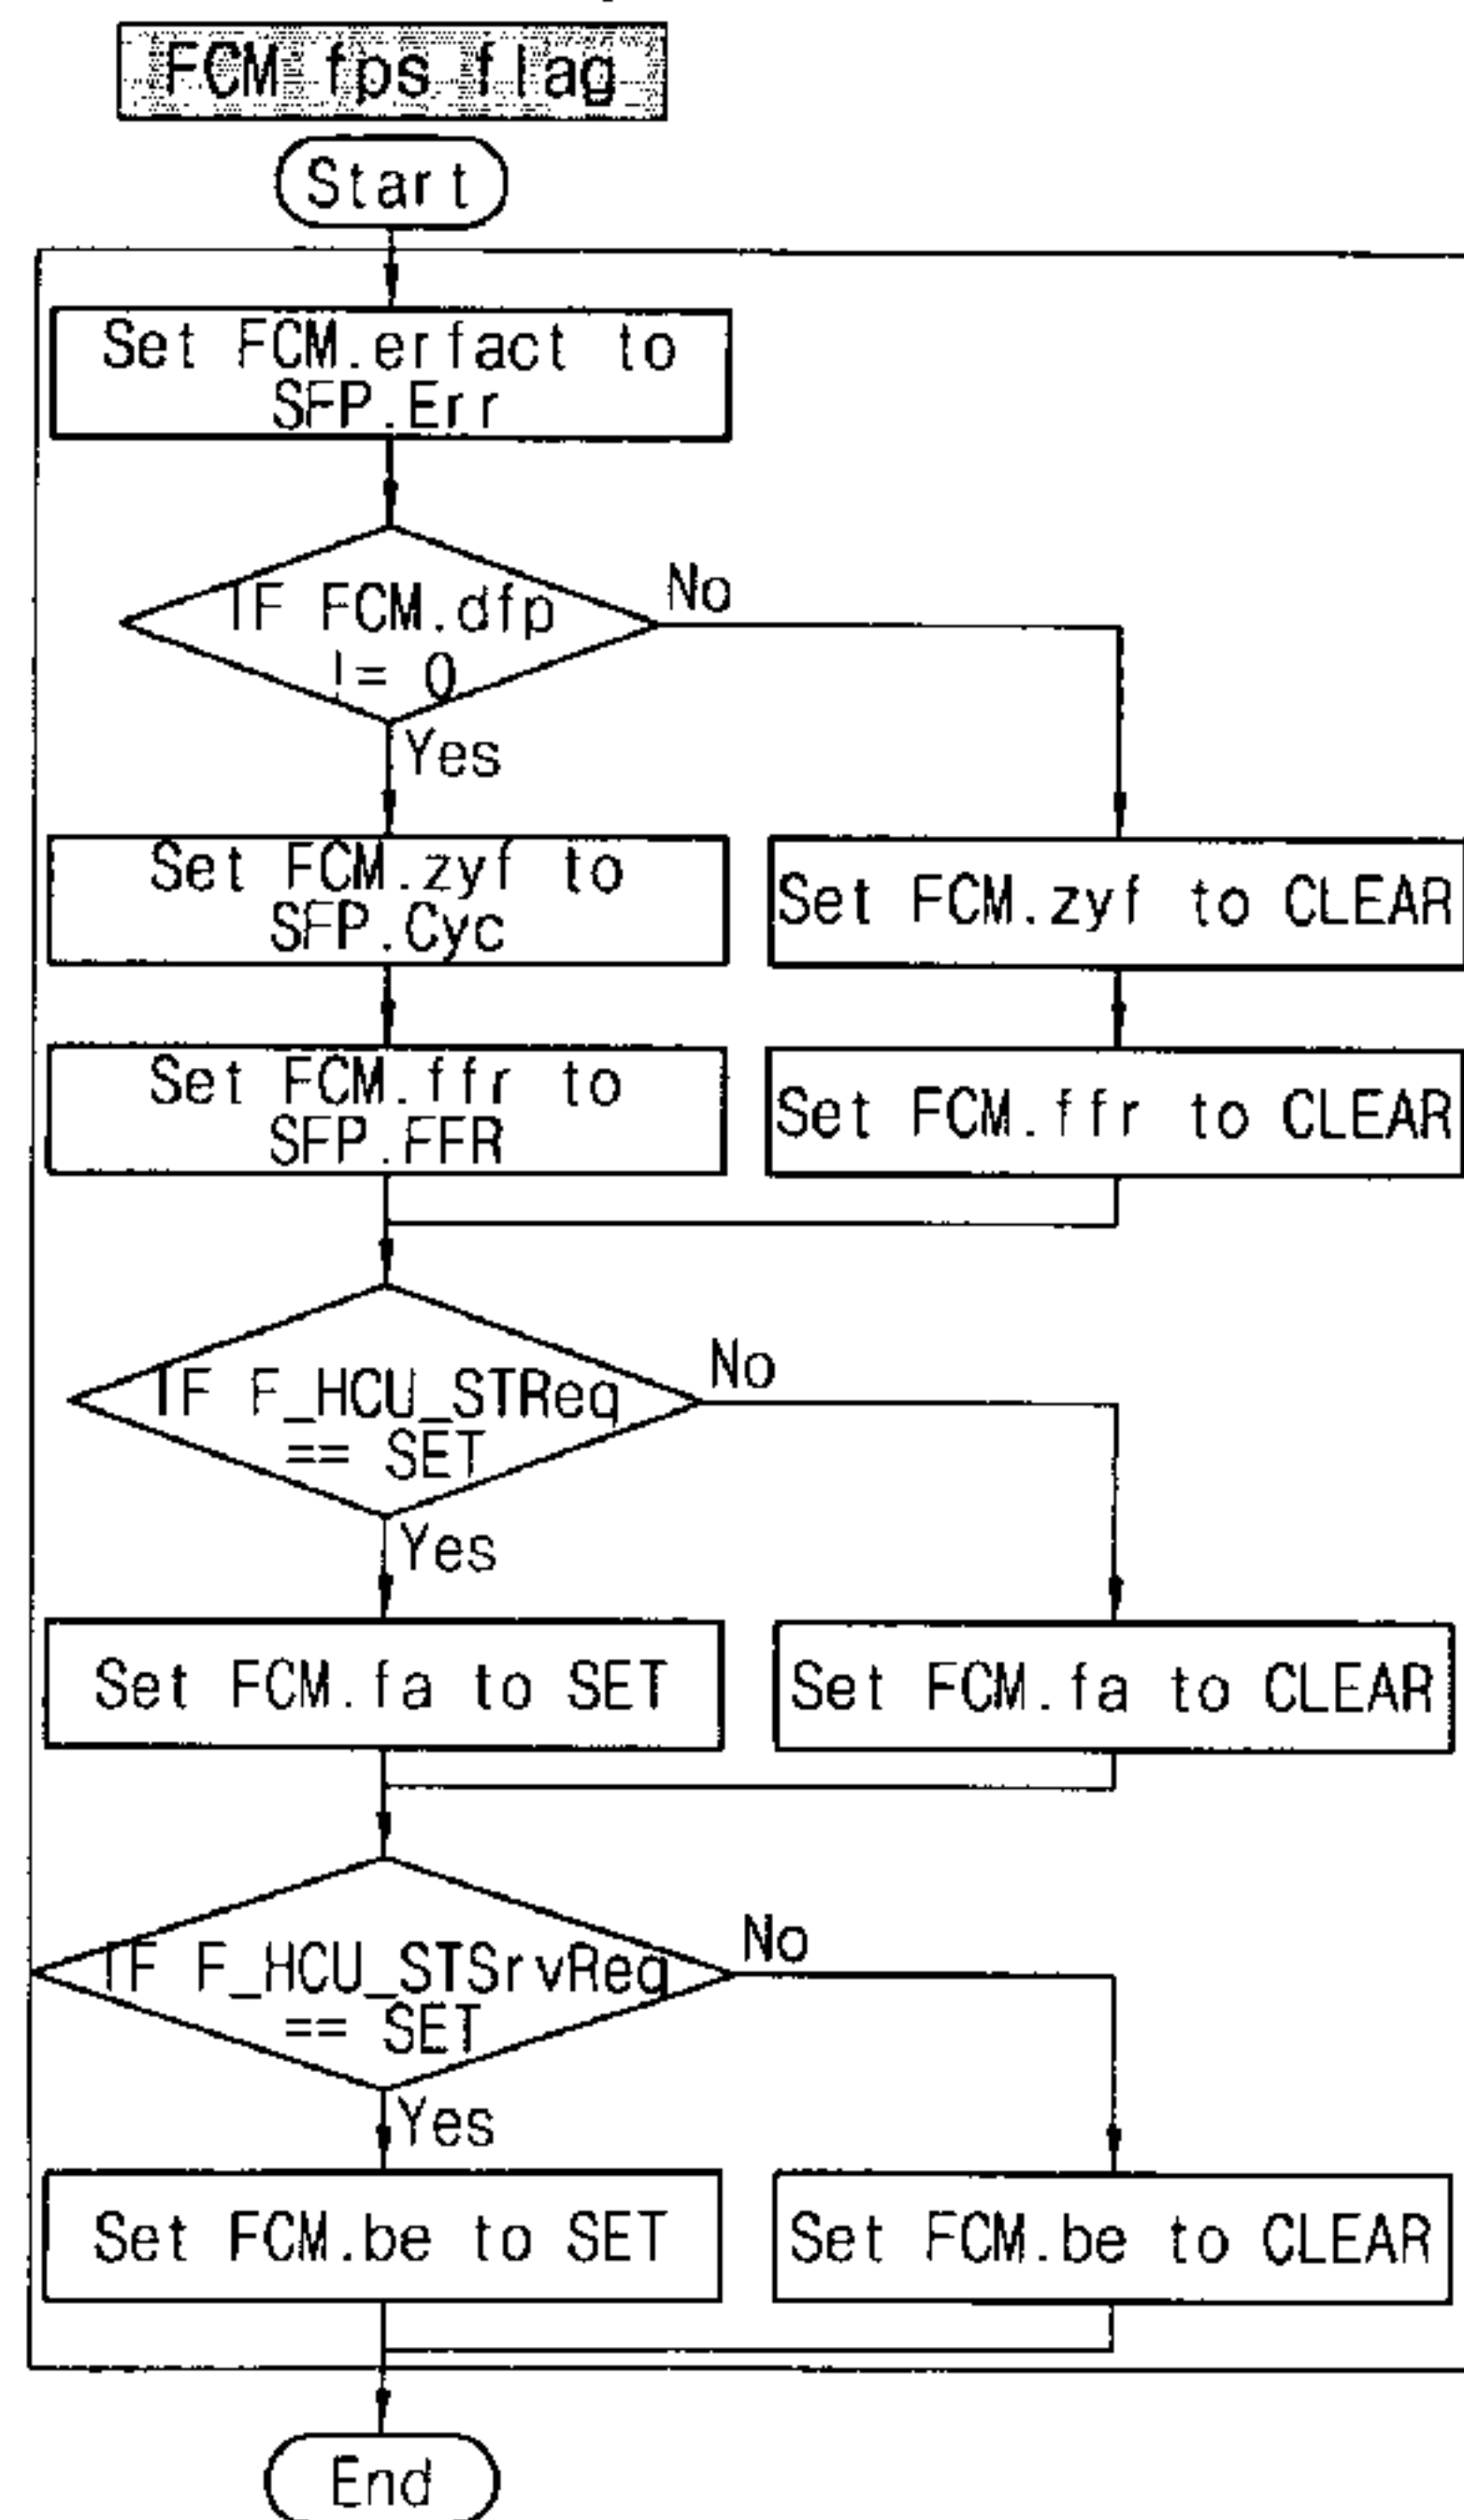 FCM fps flag
Start
Set FCM.erfact to
SFP.Err
IF FCM.dfp
!= 0
No
Yes
Set FCM.zyf to
SFP.Cyc
Set FCM.zyf to CLEAR
Set FCM.ffr to
SFP.FFR
Set FCM.ffr to CLEAR
IF F_HCU_STReq
== SET
No
Yes
Set FCM.fa to SET
Set FCM.fa to CLEAR
IF F_HCU_STSrvReq
== SET
No
Yes
Set FCM.be to SET
Set FCM.be to CLEAR
End